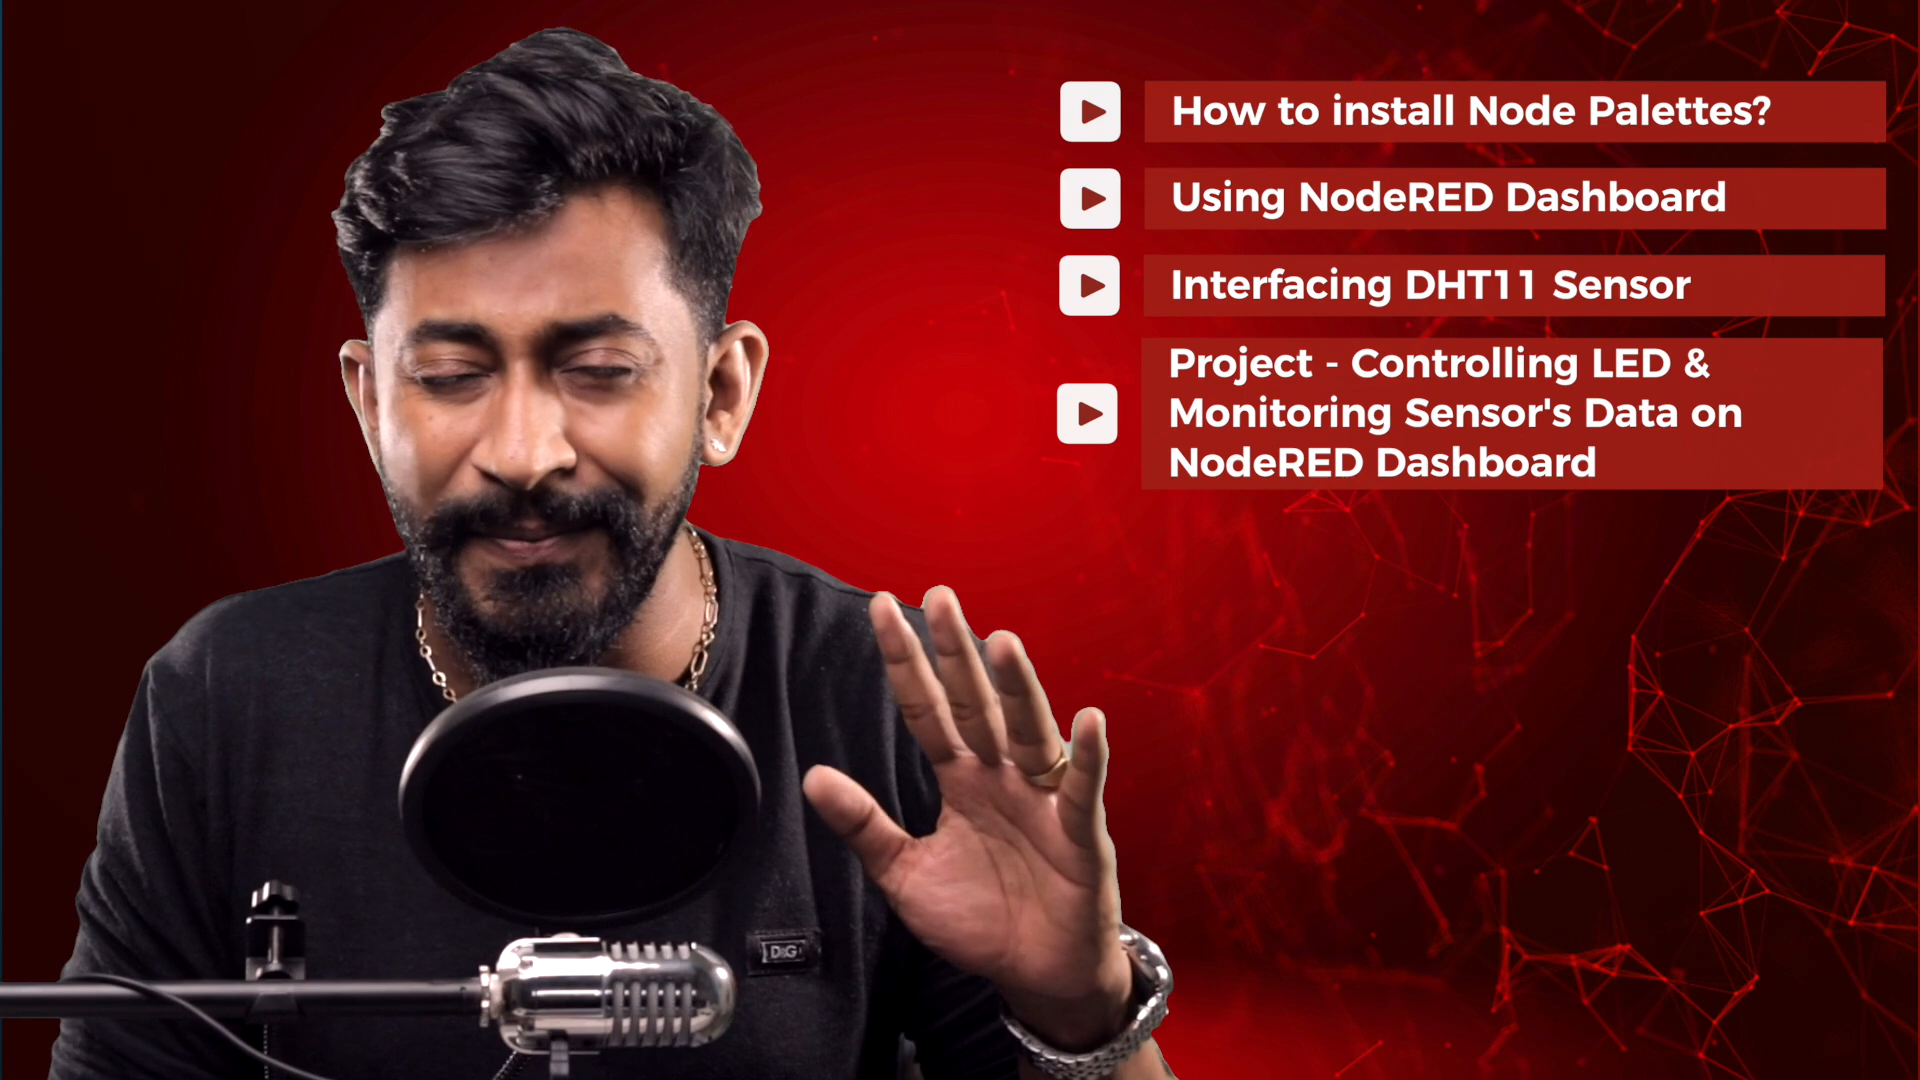 How to install Node Palettes?
Using NodeRED Dashboard
Interfacing DHT11 Sensor
Project - Controlling LED &
Monitoring Sensor's Data on
NodeRED Dashboard
D&G